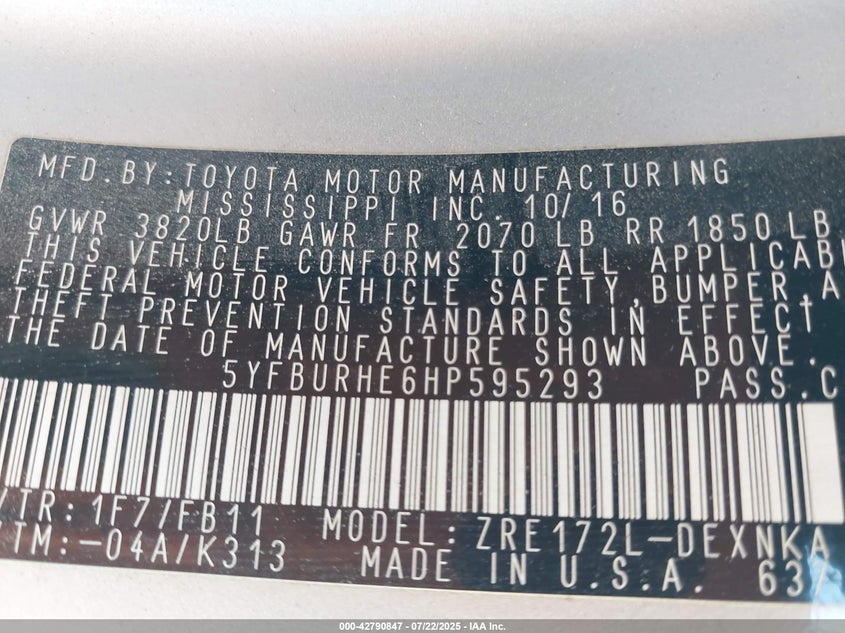 MFD.BY:TOYOTA MOTOR MANUFACTURING
MISSISSIPPI INC. 10/16
GVWR 3820LB GAWR FR 2070 LB RR 1850 LB
THIS VEHICLE CONFORMS TO ALL APPLICABL
FEDERAL MOTOR VEHICLE SAFETY,BUMPER,A
THEFT PREVENTION STANDARDS IN EFFECT
THE DATE OF MANUFACTURE SHOWN ABOVE.
5YFBURHE6HP595293 PASS.C
/TR: 1F7/FB11 MODEL: ZRE172L-DEXNKA
TM:-04A/K313 MADE IN U.S.A. 637
000-42790847 - 07/22/2025 - IAA Inc.